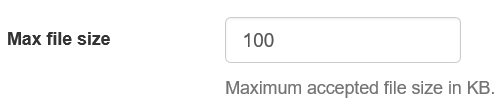 Max file size
100
Maximum accepted file size in KB.